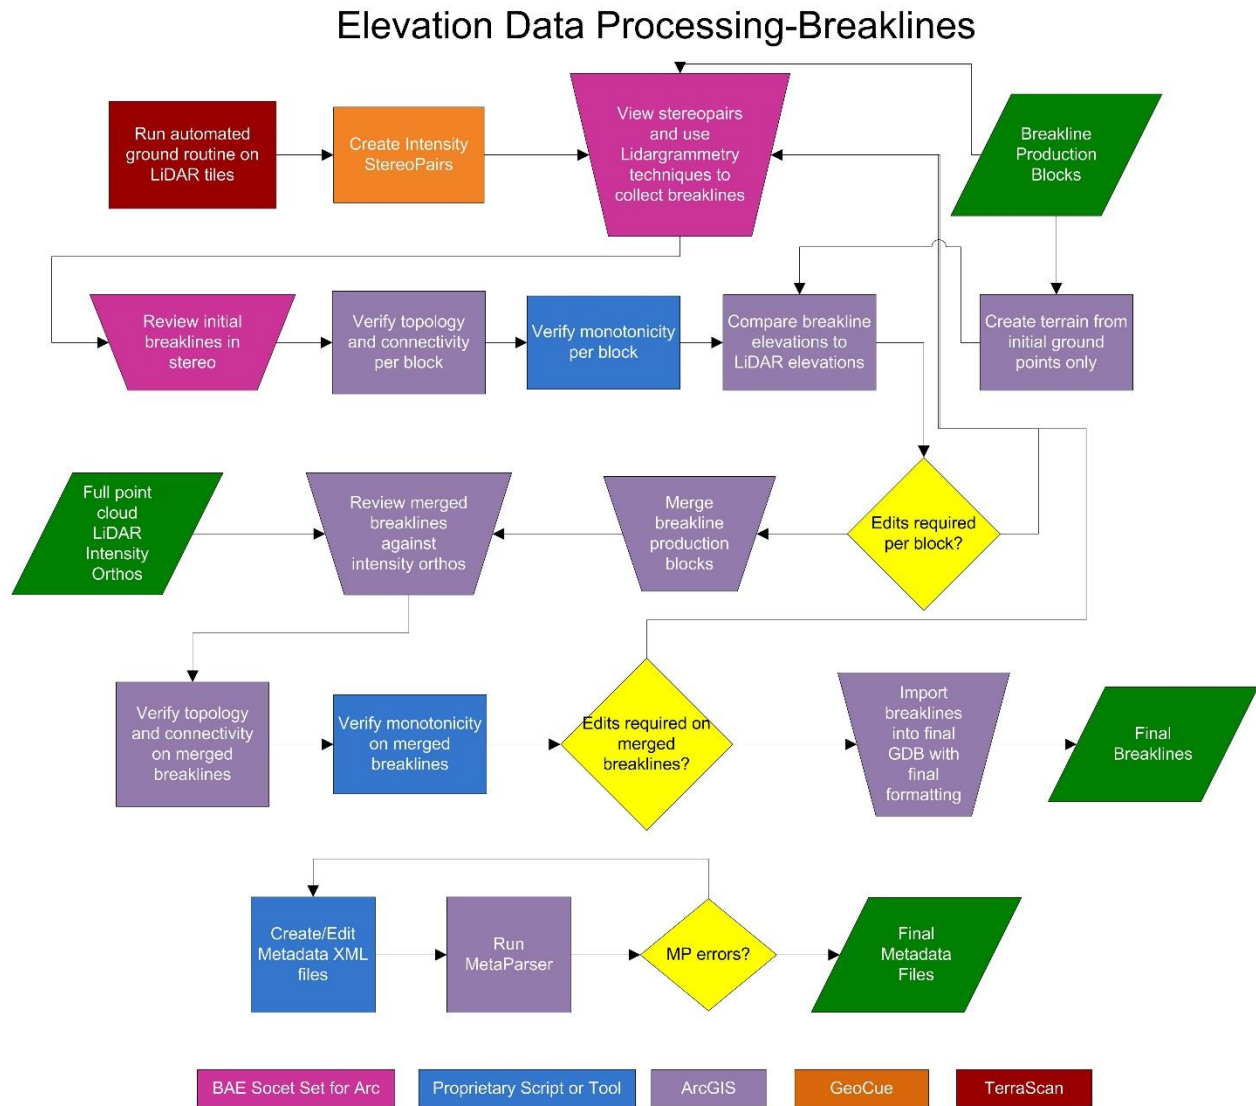 Elevation Data Processing-Breaklines
Run automated
ground routine on
LiDAR tiles
Create Intensity
StereoPairs
View stereopairs
and use
Lidargrammetry
techniques to
collect breaklines
Breakline
Production
Blocks
Review initial
breaklines in
stereo
Verify topology
and connectivity
per block
Verify monotonicity
per block
Compare breakline
elevations to
LiDAR elevations
Create terrain from
initial ground
points only
Full point
cloud
LiDAR
Intensity
Orthos
Review merged
breaklines
against
intensity orthos
Merge
breakline
production
blocks
Edits required
per block?
Verify topology
and connectivity
on merged
breaklines
Verify monotonicity
on merged
breaklines
Edits required on
merged
breaklines?
Import
breaklines
into final
GDB with
final
formatting
Final
Breaklines
Create/Edit
Metadata XML
files
Run
MetaParser
MP errors?
Final
Metadata
Files
BAE Socet Set for Arc
Proprietary Script or Tool
ArcGIS
GeoCue
TerraScan